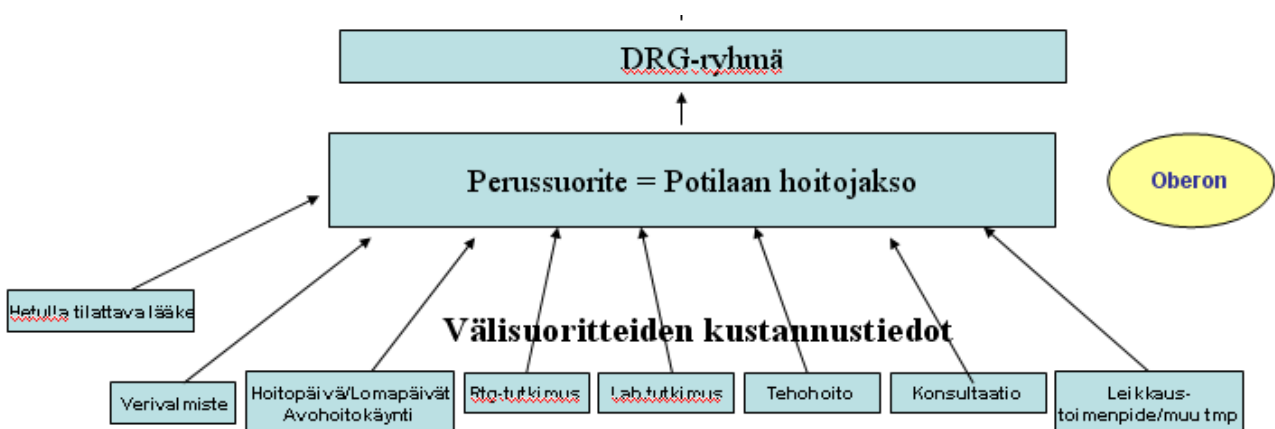 DRG-ryhmä
Perussuorite = Potilaan hoitojakso
Oberon
Hetulla tilattava lääke
Välisuoritteiden kustannustiedot
Verivalmiste
Hoitopäivä/Lomapäivät
Avohoitokäynti
Rtg-tutkimus
Lab.tutkimus
Tehohoito
Konsultaatio
Leikkaus-
toimenpide/muu tmp